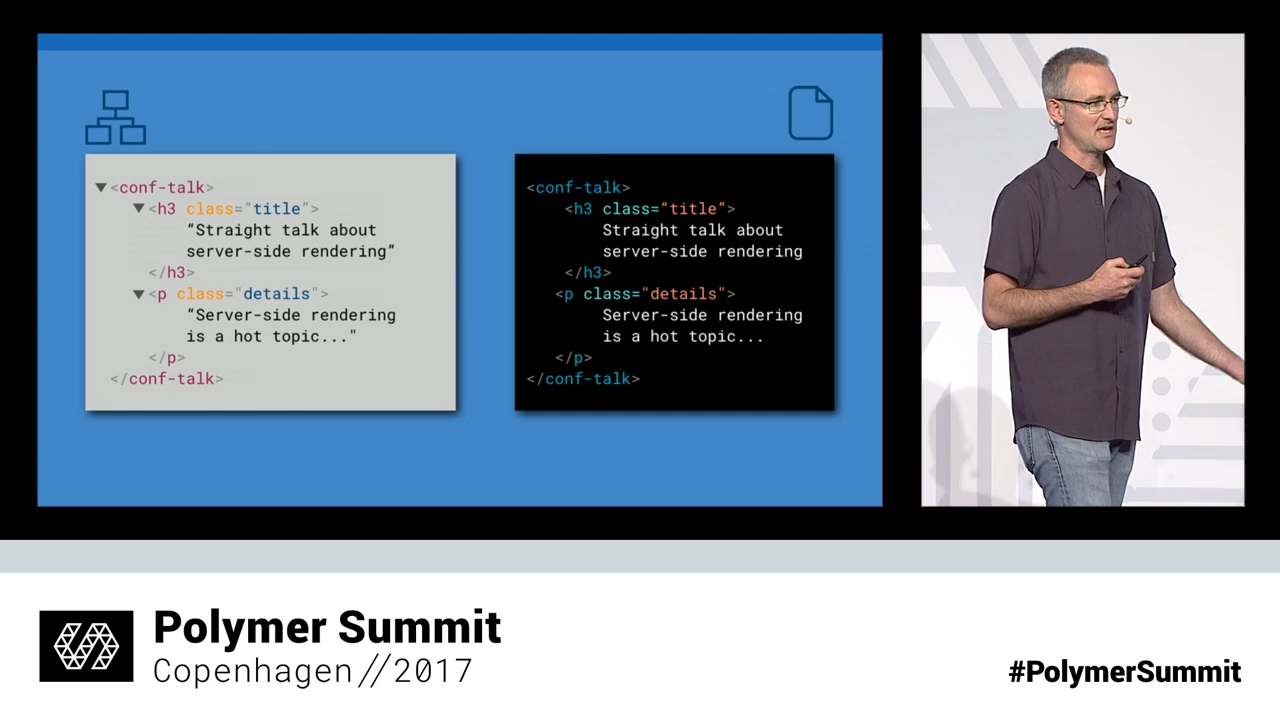 <conf-talk>
<h3 class="title">
“Straight talk about
server-side rendering”
</h3>
<p class="details">
“Server-side rendering
is a hot topic..."
</p>
</conf-talk>
<conf-talk>
<h3 class=“title”>
Straight talk about
server-side rendering
</h3>
<p class="details">
Server-side rendering
is a hot topic...
</p>
</conf-talk>
Polymer Summit
Copenhagen//2017
#PolymerSummit